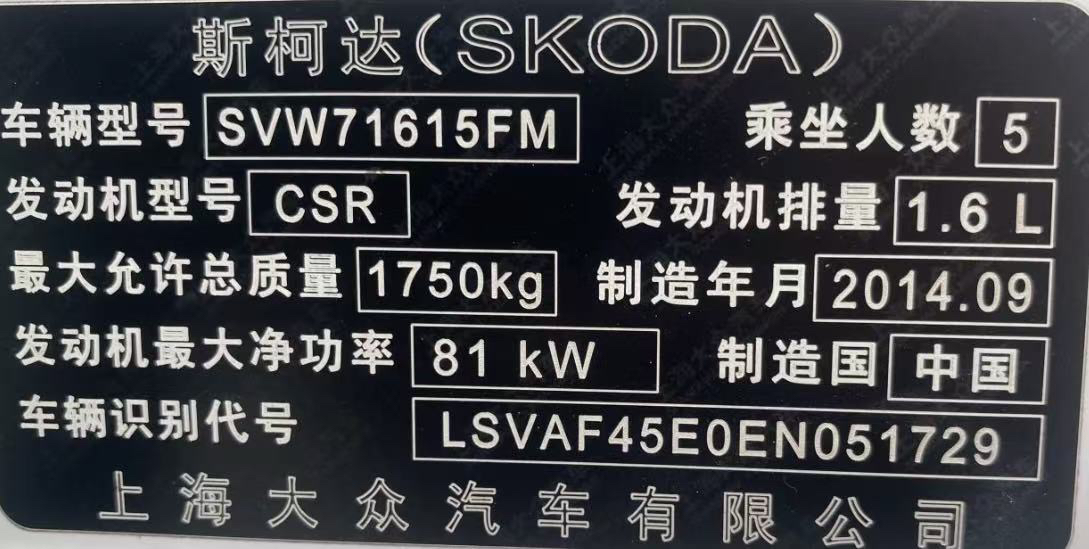 斯柯达(SKODA)
车辆型号 SVW71615FM 乘坐人数 5
发动机型号 CSR 发动机排量 1.6 L
最大允许总质量 1750kg 制造年月 2014.09
发动机最大净功率 81 kW 制造国 中国
车辆识别代号 LSVAF45E0EN051729
上海大众汽车有限公司